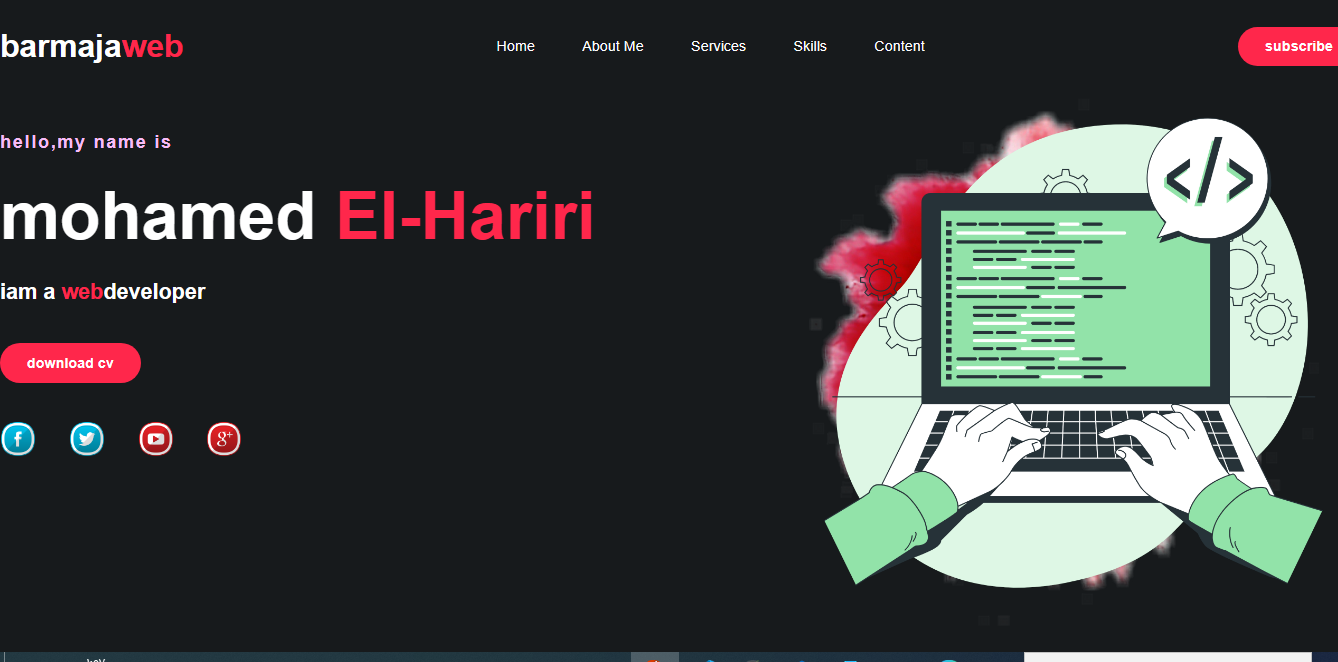 barmajaweb
Home About Me Services Skills Content
subscribe
hello,my name is
mohamed El-Hariri
iam a webdeveloper
download cv